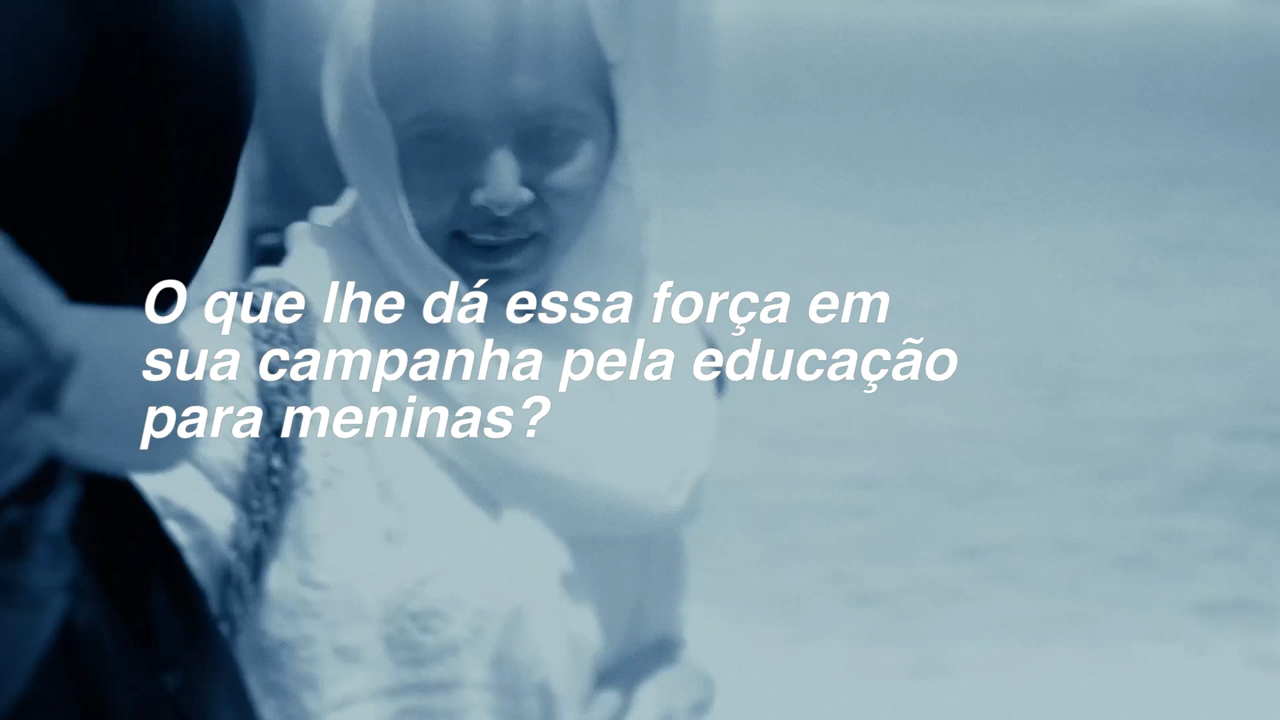 O que lhe dá essa força em
sua campanha pela educação
para meninas?